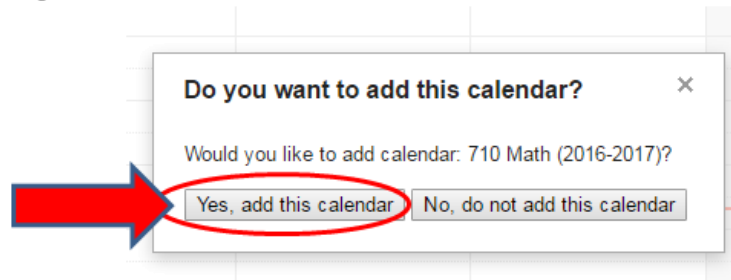 Do you want to add this calendar? ×
Would you like to add calendar: 710 Math (2016-2017)?
Yes, add this calendar No, do not add this calendar